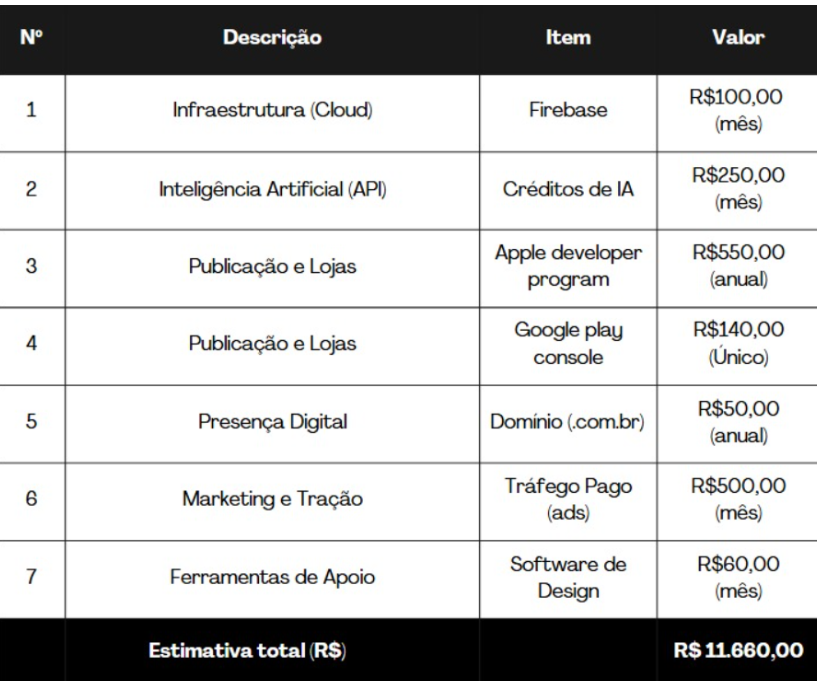 Nº Descrição Item Valor
1 Infraestrutura (Cloud) Firebase R$100,00
(mês)
2 Inteligência Artificial (API) Créditos de IA R$250,00
(mês)
3 Publicação e Lojas Apple developer
program R$550,00
(anual)
4 Publicação e Lojas Google play
console R$140,00
(Único)
5 Presença Digital Domínio (.com.br) R$50,00
(anual)
6 Marketing e Tração Tráfego Pago
(ads) R$500,00
(mês)
7 Ferramentas de Apoio Software de
Design R$60,00
(mês)
Estimativa total (R$) R$ 11.660,00